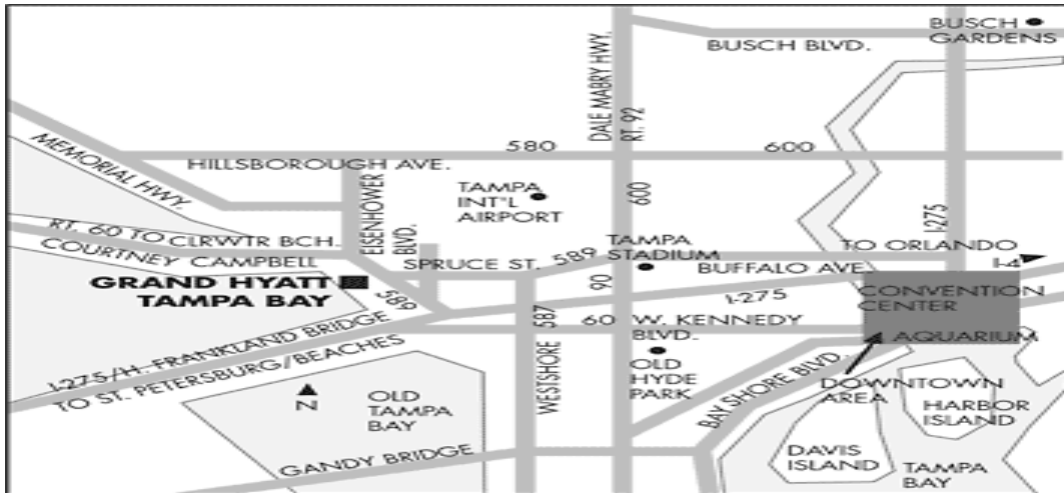 BUSCH
GARDENS
BUSCH BLVD.
DALE MABRY HWY.
RT. 92
580
600
HILLSBOROUGH AVE.
MEMORIAL HWY.
EISENHOWER
BLVD.
TAMPA
INT'L
AIRPORT
600
I-275
RT. 60 TO CLRWTR BCH.
COURTNEY CAMPBELL
TAMPA
STADIUM
TO ORLANDO
I-4
SPRUCE ST.
589
BUFFALO AVE.
GRAND HYATT
TAMPA BAY
589
90
I-275
CONVENTION
CENTER
587
60 W. KENNEDY
BLVD.
AQUARIUM
I-275/H. FRANKLAND BRIDGE
TO ST. PETERSBURG/BEACHES
WESTSHORE
OLD
HYDE
PARK
BAY SHORE BLVD.
DOWNTOWN
AREA
N
OLD
TAMPA
BAY
HARBOR
ISLAND
GANDY BRIDGE
DAVIS
ISLAND
TAMPA
BAY